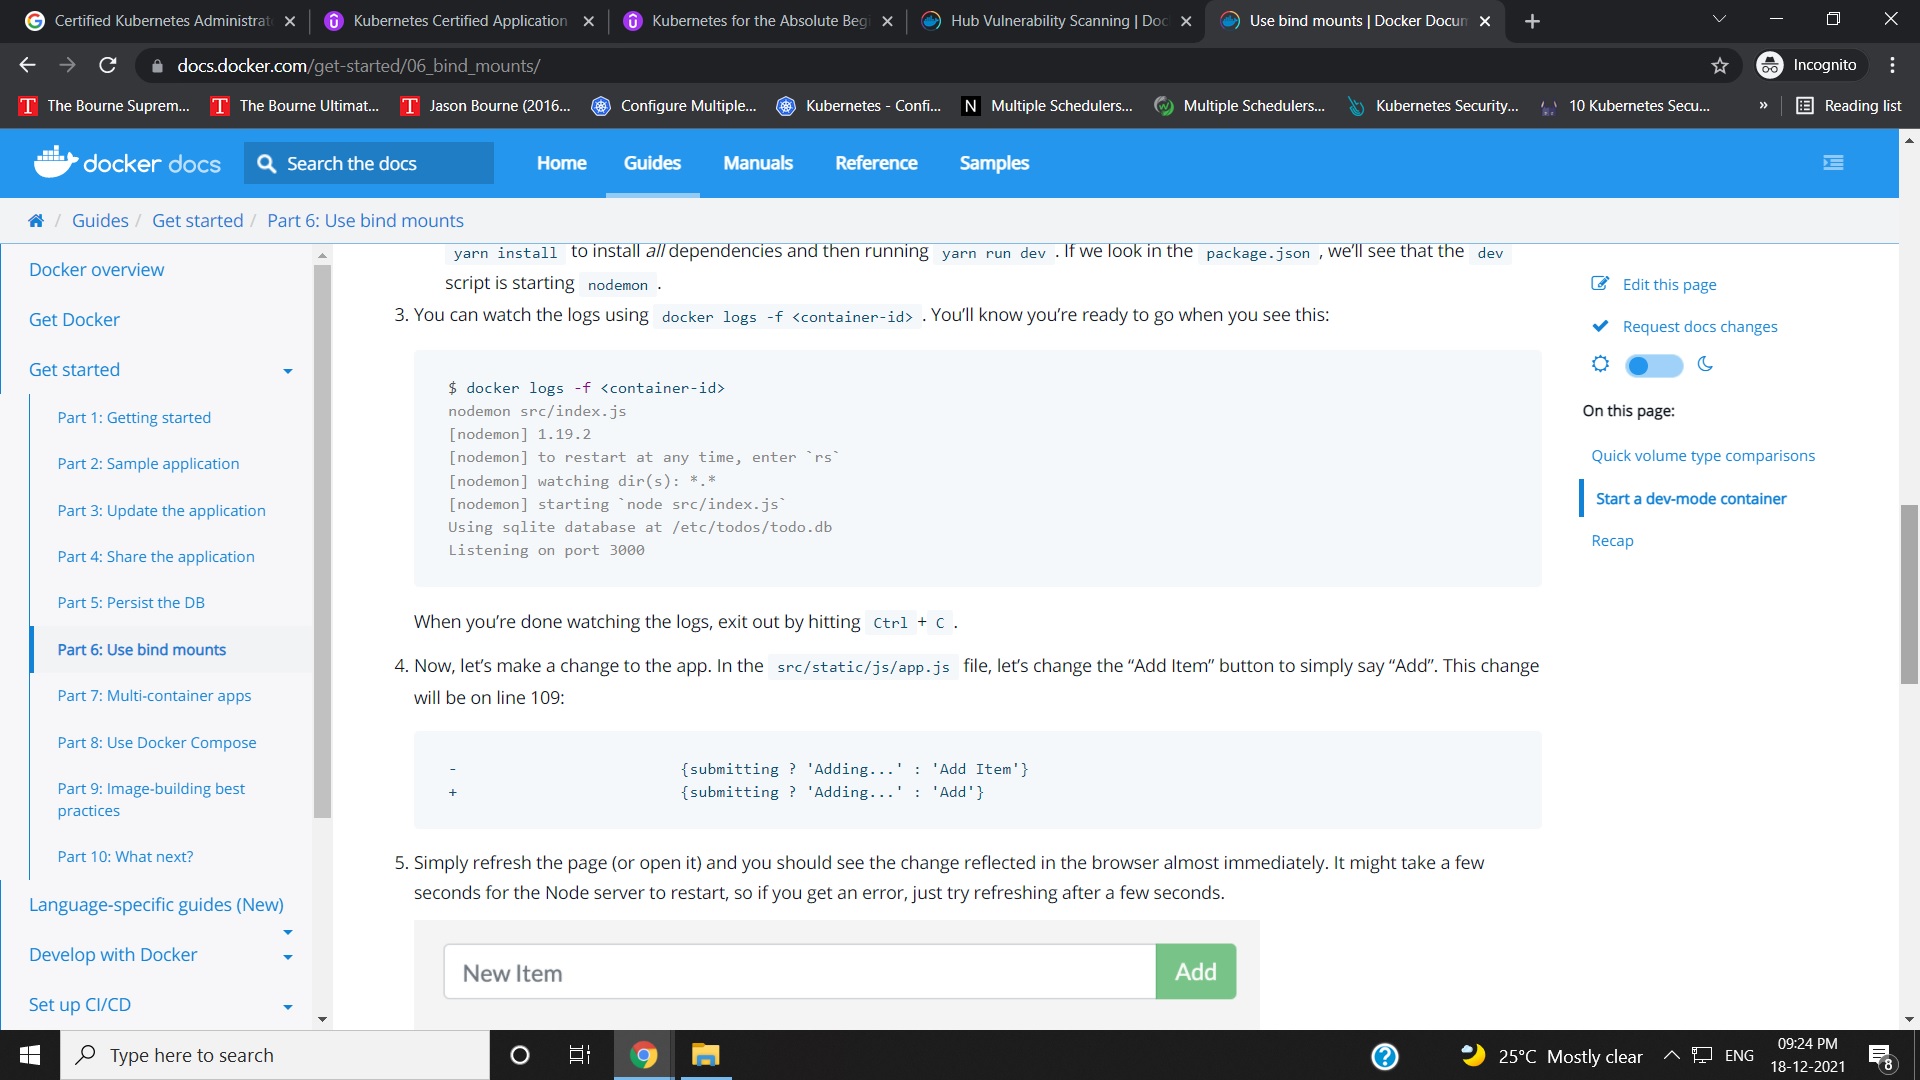 Certified Kubernetes Administrat
Kubernetes Certified Application
Kubernetes for the Absolute Beg
Hub Vulnerability Scanning | Doc
Use bind mounts | Docker Docum
docs.docker.com/get-started/06_bind_mounts/
Incognito
The Bourne Suprem...
The Bourne Ultimat...
Jason Bourne (2016...
Configure Multiple...
Kubernetes - Confi...
Multiple Schedulers...
Multiple Schedulers...
Kubernetes Security...
10 Kubernetes Secu...
»
Reading list
docker docs
Search the docs
Home
Guides
Manuals
Reference
Samples
/ Guides / Get started / Part 6: Use bind mounts
Docker overview
Get Docker
Get started
Part 1: Getting started
Part 2: Sample application
Part 3: Update the application
Part 4: Share the application
Part 5: Persist the DB
Part 6: Use bind mounts
Part 7: Multi-container apps
Part 8: Use Docker Compose
Part 9: Image-building best
practices
Part 10: What next?
Language-specific guides (New)
Develop with Docker
Set up CI/CD
yarn install to install all dependencies and then running yarn run dev . If we look in the package.json , we’ll see that the dev
script is starting nodemon .
3. You can watch the logs using docker logs -f <container-id> . You’ll know you’re ready to go when you see this:
$ docker logs -f <container-id>
nodemon src/index.js
[nodemon] 1.19.2
[nodemon] to restart at any time, enter `rs`
[nodemon] watching dir(s): *.*
[nodemon] starting `node src/index.js`
Using sqlite database at /etc/todos/todo.db
Listening on port 3000
When you’re done watching the logs, exit out by hitting Ctrl + C .
4. Now, let’s make a change to the app. In the src/static/js/app.js file, let’s change the “Add Item” button to simply say “Add”. This change
will be on line 109:
- {submitting ? 'Adding...' : 'Add Item'}
+ {submitting ? 'Adding...' : 'Add'}
5. Simply refresh the page (or open it) and you should see the change reflected in the browser almost immediately. It might take a few
seconds for the Node server to restart, so if you get an error, just try refreshing after a few seconds.
New Item
Add
Edit this page
Request docs changes
On this page:
Quick volume type comparisons
Start a dev-mode container
Recap
Type here to search
25°C Mostly clear
ENG
09:24 PM
18-12-2021
8